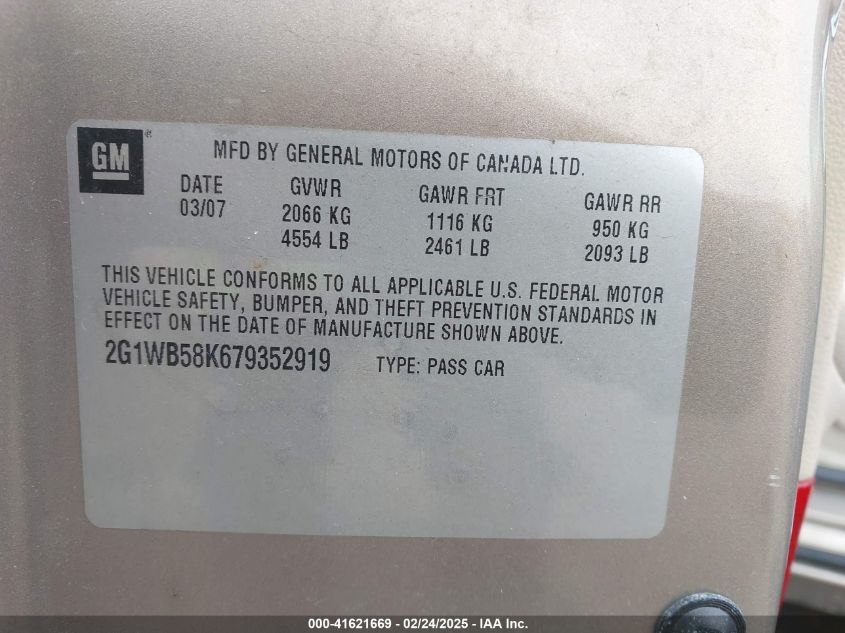 GM
MFD BY GENERAL MOTORS OF CANADA LTD.
DATE GVWR GAWR FRT GAWR RR
03/07 2066 KG 1116 KG 950 KG
4554 LB 2461 LB 2093 LB
THIS VEHICLE CONFORMS TO ALL APPLICABLE U.S. FEDERAL MOTOR
VEHICLE SAFETY, BUMPER, AND THEFT PREVENTION STANDARDS IN
EFFECT ON THE DATE OF MANUFACTURE SHOWN ABOVE.
2G1WB58K679352919 TYPE: PASS CAR
000-41621669 - 02/24/2025 - IAA Inc.